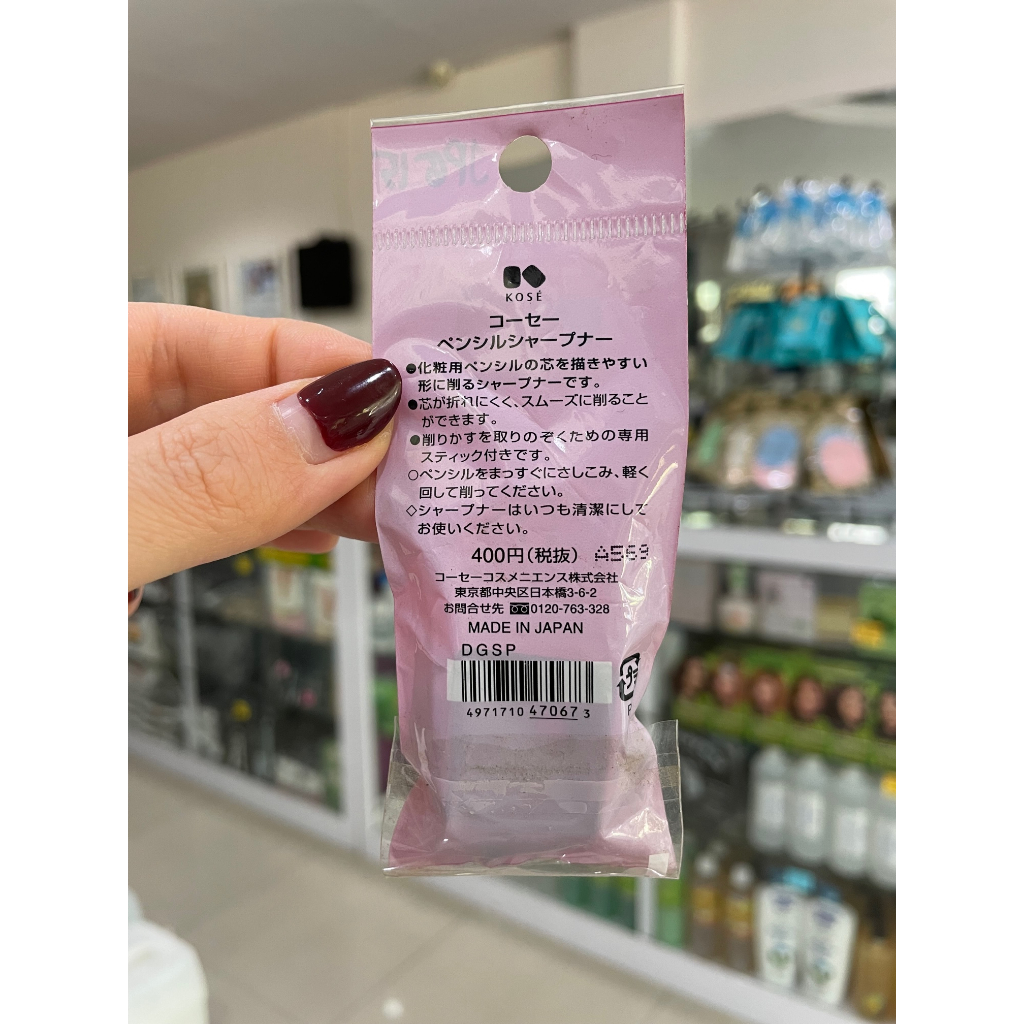 KOSÉ
コーセー
ペンシルシャープナー
●化粧用ペンシルの芯を描きやすい
形に削るシャープナーです。
●芯が折れにくく、スムーズに削ること
ができます。
●削りかすを取りのぞくための専用
スティック付きです。
○ペンシルをまっすぐにさしこみ、軽く
回して削ってください。
◇シャープナーはいつも清潔にして
お使いください。
400円(税抜) A569
コーセーコスメニエンス株式会社
東京都中央区日本橋3-6-2
お問合せ先 0120-763-328
MADE IN JAPAN
DGSP
4971710 470673